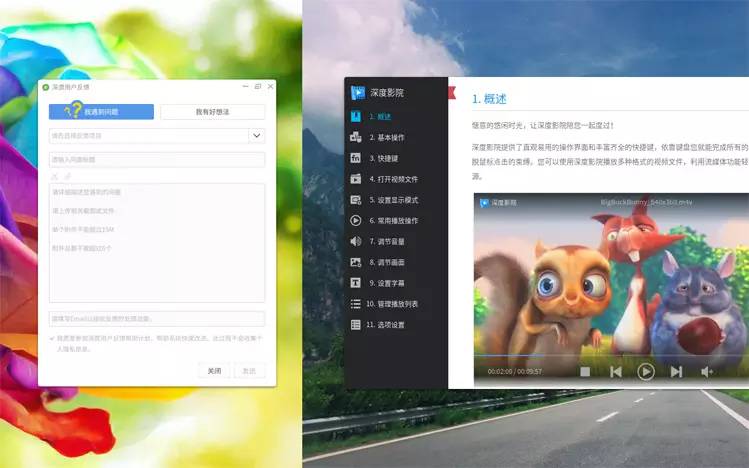 深度用户反馈
我遇到问题
我有好想法
请选择反馈项目
请输入问题标题
请详细描述您遇到的问题
请上传相关截图或文件
单个附件不能超过15M
附件总数不能超过5个
请填写Email以接收反馈的处理结果
我愿意参加深度用户反馈帮助计划，帮助系统快速改进。此过程不会收集个
人隐私信息。
关闭
发送
深度影院
1. 概述
2. 基本操作
3. 快捷键
4. 打开视频文件
5. 设置显示模式
6. 常用播放操作
7. 调节音量
8. 调节画面
9. 设置字幕
10. 管理播放列表
11. 选项设置
1. 概述
惬意的悠闲时光，让深度影院陪您一起度过！
深度影院提供了直观易用的操作界面和丰富齐全的快捷键，依靠键盘您就能完成所有的
脱鼠标点击的束缚。您可以使用深度影院播放多种格式的视频文件，利用流媒体功能轻
源。
深度影院
BigBuckBunny_640x360.m4v
00:02:09 / 00:09:57